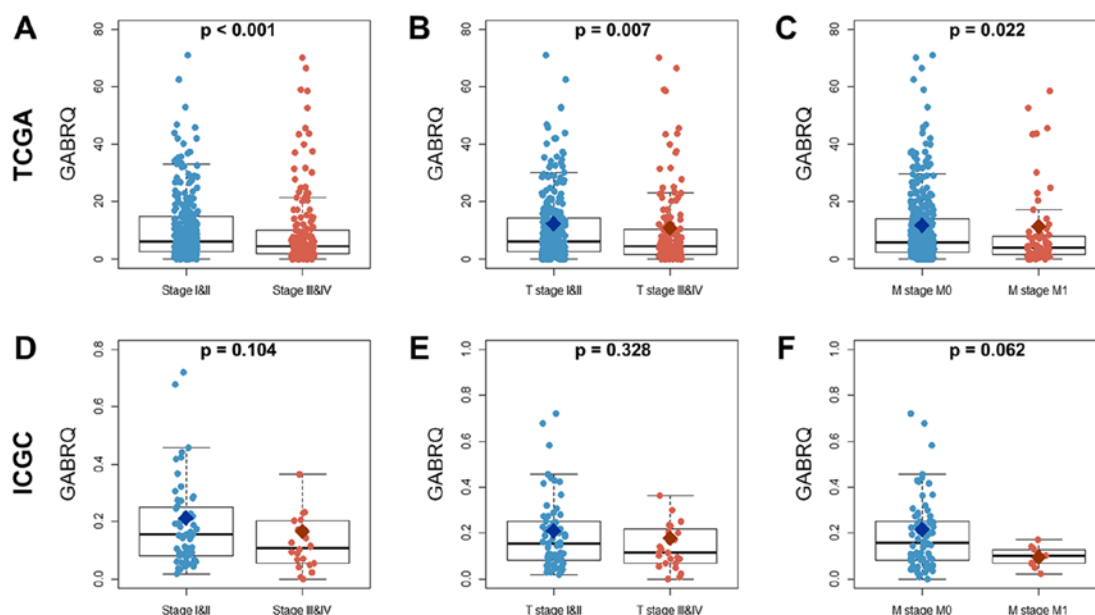 A B C
p < 0.001 p = 0.007 p = 0.022
TCGA
GABRQ GABRQ GABRQ
80 80 80
60 60 60
40 40 40
20 20 20
0 0 0
Stage I&II Stage III&IV T stage I&II T stage III&IV M stage M0 M stage M1
D E F
p = 0.104 p = 0.328 p = 0.062
ICGC
GABRQ GABRQ GABRQ
0.8 1.0 1.0
0.6 0.8 0.8
0.4 0.6 0.6
0.2 0.4 0.4
0.0 0.2 0.2
0.0 0.0
Stage I&II Stage III&IV T stage I&II T stage III&IV M stage M0 M stage M1